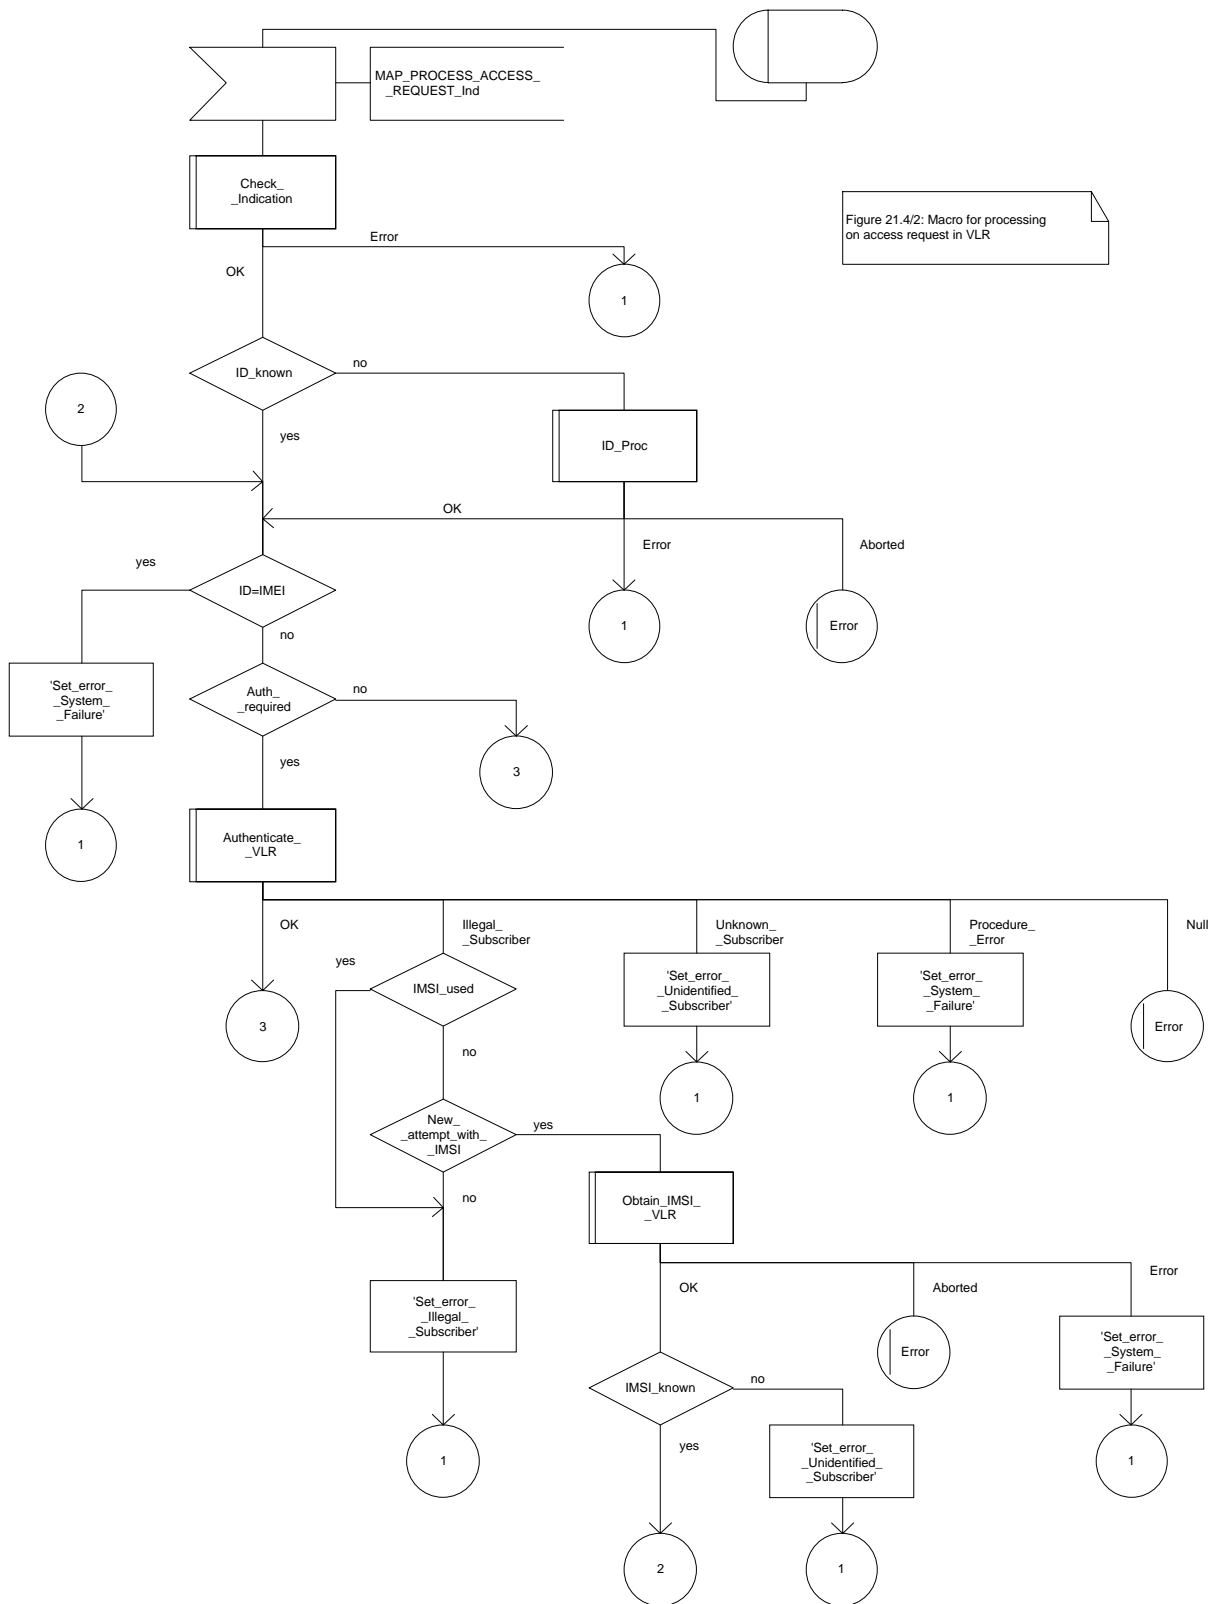 MAP_PROCESS_ACCESS_
_REQUEST_Ind
Check_
_Indication
Figure 21.4/2: Macro for processing
on access request in VLR
Error
OK
1
ID_known
no
2
yes
ID_Proc
OK
Error
Aborted
yes
ID=IMEI
1
Error
no
'Set_error_
_System_
_Failure'
Auth_
_required
no
yes
3
1
Authenticate_
_VLR
OK
Illegal_
_Subscriber
Unknown_
_Subscriber
Procedure_
_Error
Null
yes
IMSI_used
'Set_error_
_Unidentified_
_Subscriber'
'Set_error_
_System_
_Failure'
3
Error
no
1
1
New_
_attempt_with_
_IMSI
yes
no
Obtain_IMSI_
_VLR
Error
OK
Aborted
'Set_error_
_Illegal_
_Subscriber'
Error
'Set_error_
_System_
_Failure'
IMSI_known
no
yes
1
'Set_error_
_Unidentified_
_Subscriber'
1
2
1